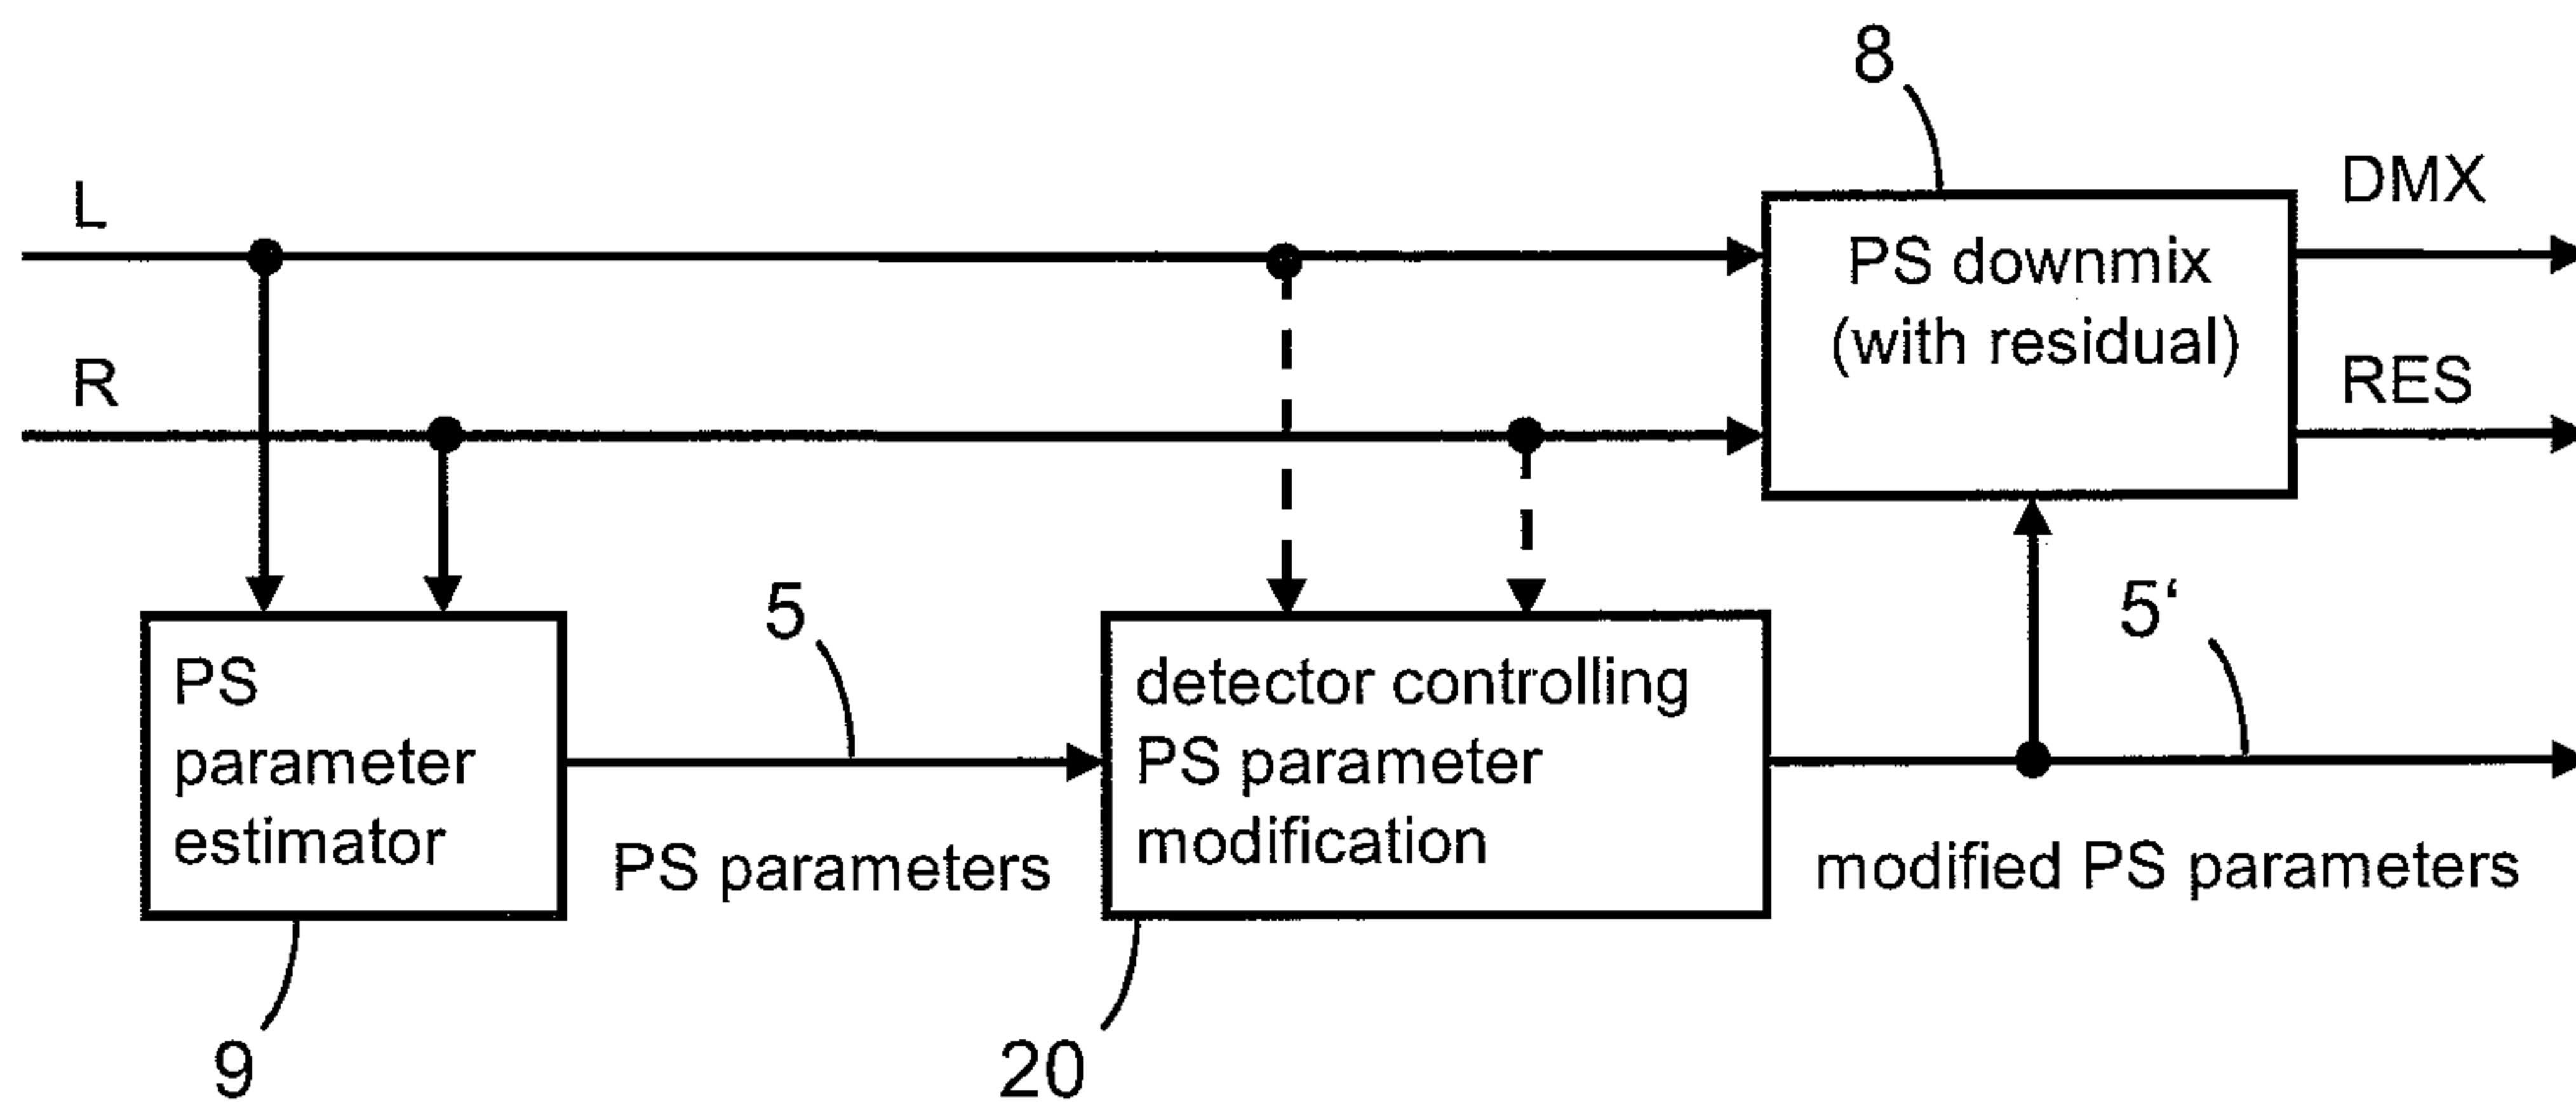 8
L
DMX
PS downmix
(with residual)
R
RES
5
5‘
PS
parameter
estimator
detector controlling
PS parameter
modification
PS parameters
modified PS parameters
9
20